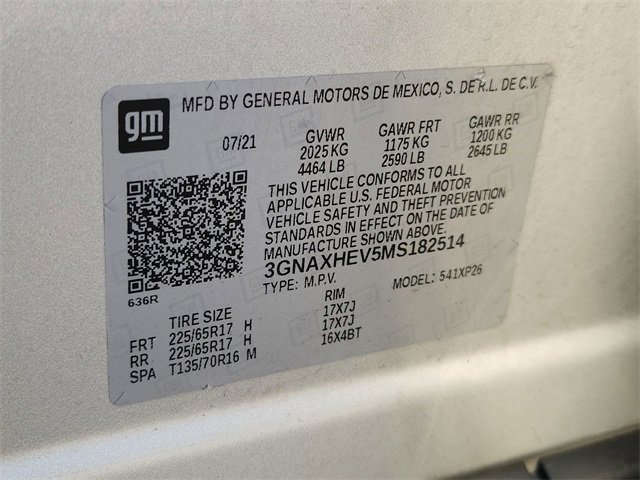 gm
MFD BY GENERAL MOTORS DE MEXICO, S. DE R.L. DE C.V.
07/21 GVWR GAWR FRT GAWR RR
2025 KG 1175 KG 1200 KG
4464 LB 2590 LB 2645 LB
THIS VEHICLE CONFORMS TO ALL
APPLICABLE U.S. FEDERAL MOTOR
VEHICLE SAFETY AND THEFT PREVENTION
STANDARDS IN EFFECT ON THE DATE OF
MANUFACTURE SHOWN ABOVE.
3GNAXHEV5MS182514
TYPE: M.P.V. MODEL: 541XP26
636R
TIRE SIZE RIM
FRT 225/65R17 H 17X7J
RR 225/65R17 H 17X7J
SPA T135/70R16 M 16X4BT